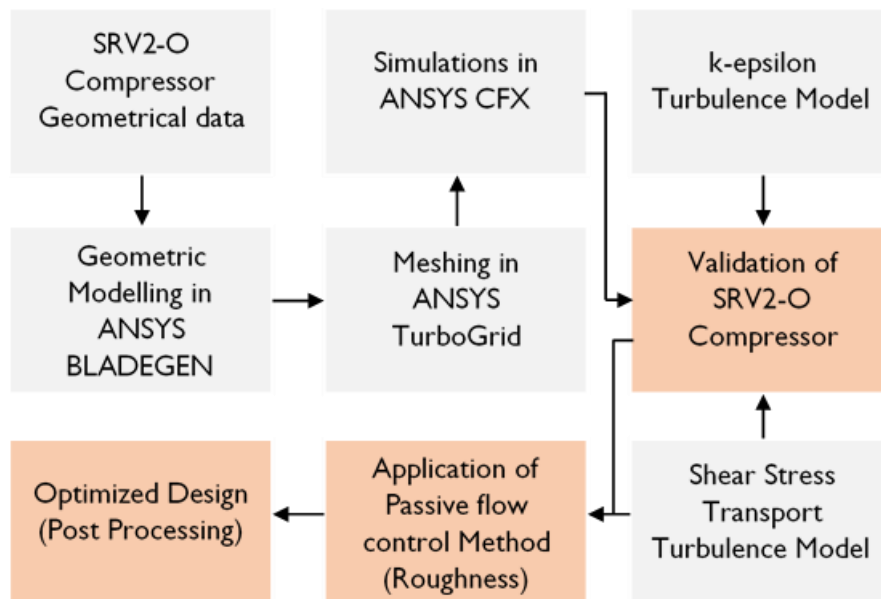 SRV2-O
Compressor
Geometrical data
Simulations in
ANSYS CFX
k-epsilon
Turbulence Model
Geometric
Modelling in
ANSYS
BLADEGEN
Meshing in
ANSYS
TurboGrid
Validation of
SRV2-O
Compressor
Optimized Design
(Post Processing)
Application of
Passive flow
control Method
(Roughness)
Shear Stress
Transport
Turbulence Model